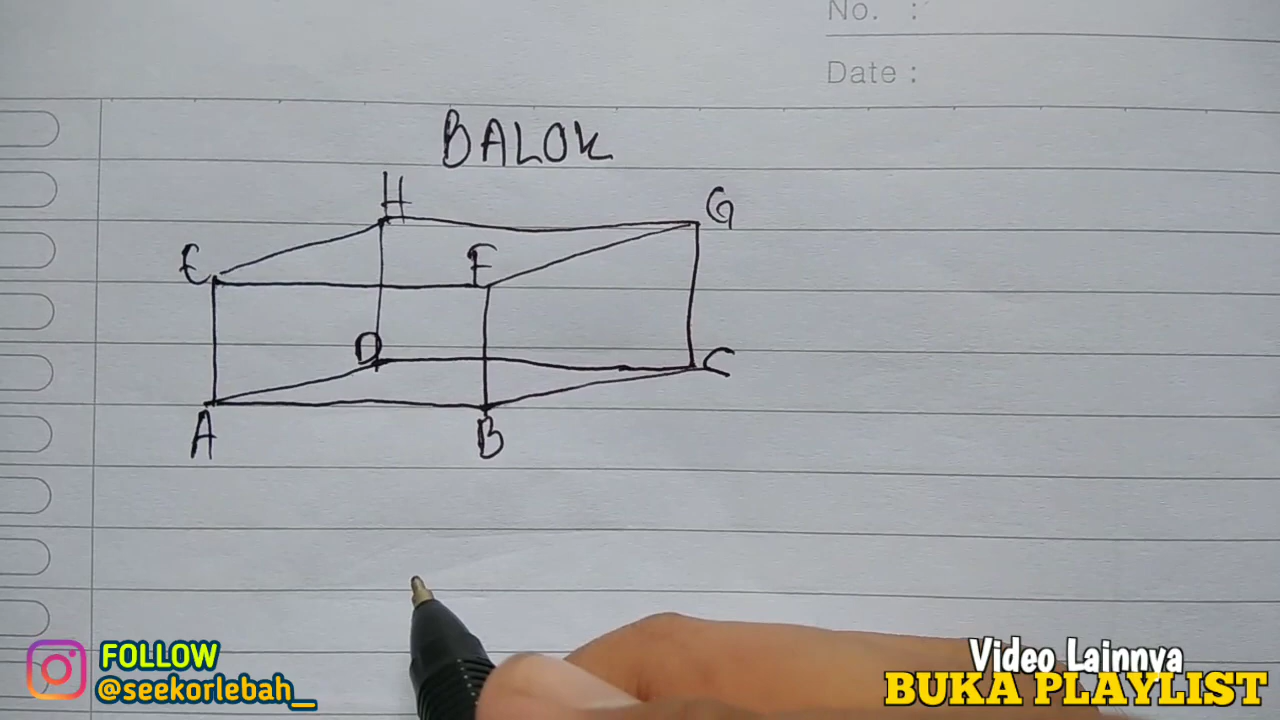 No. :
Date :
BALOK
H
G
E
F
D
C
A
B
FOLLOW
@seekorlebah_
Video Lainnya
BUKA PLAYLIST